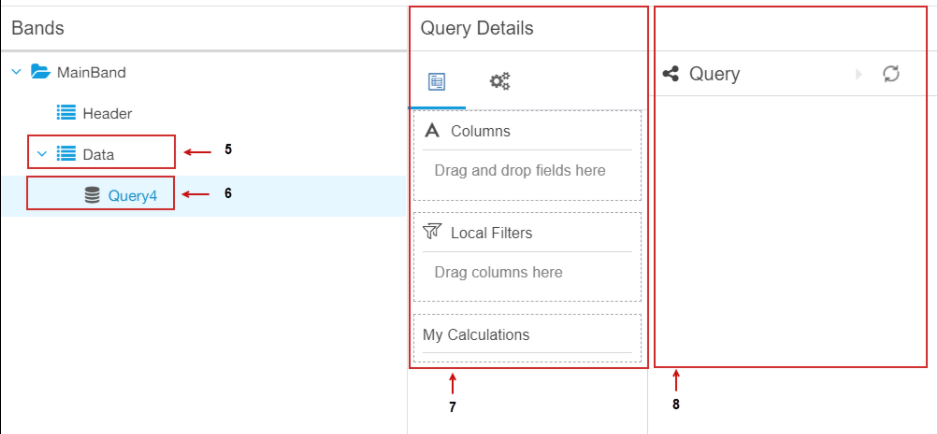 Bands
MainBand
Header
Data
5
Query4
6
Query Details
Columns
Drag and drop fields here
Local Filters
Drag columns here
My Calculations
7
Query
8